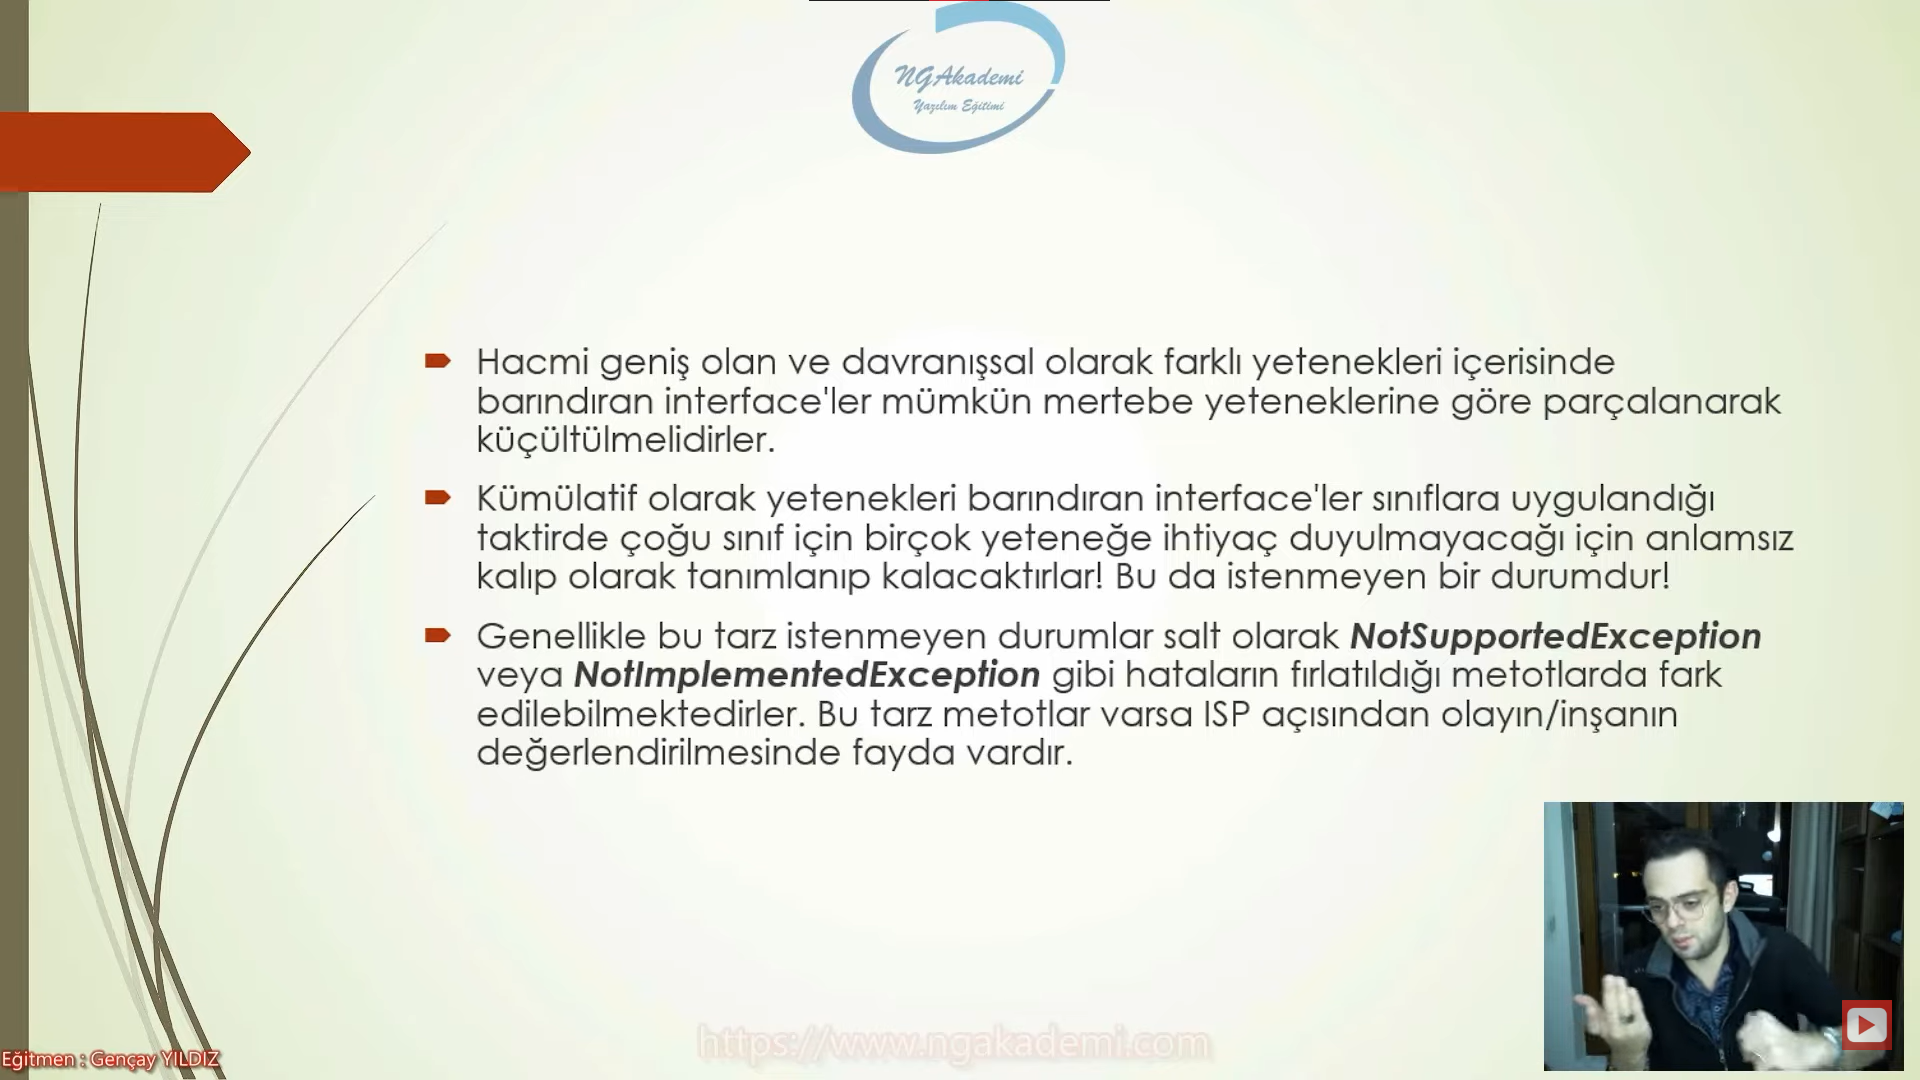 NGAkademi
Yazılım Eğitimi
Hacmi geniş olan ve davranışsal olarak farklı yetenekleri içerisinde
barındıran interface'ler mümkün mertebe yeteneklerine göre parçalanarak
küçültülmelidirler.
Kümülatif olarak yetenekleri barındıran interface'ler sınıflara uygulandığı
taktirde çoğu sınıf için birçok yeteneğe ihtiyaç duyulmayacağı için anlamsız
kalıp olarak tanımlanıp kalacaktırlar! Bu da istenmeyen bir durumdur!
Genellikle bu tarz istenmeyen durumlar salt olarak NotSupportedException
veya NotImplementedException gibi hataların fırlatıldığı metotlarda fark
edilebilmektedirler. Bu tarz metotlar varsa ISP açısından olayın/inşanın
değerlendirilmesinde fayda vardır.
https://www.ngakademi.com
Eğitmen : Gençay YILDIZ